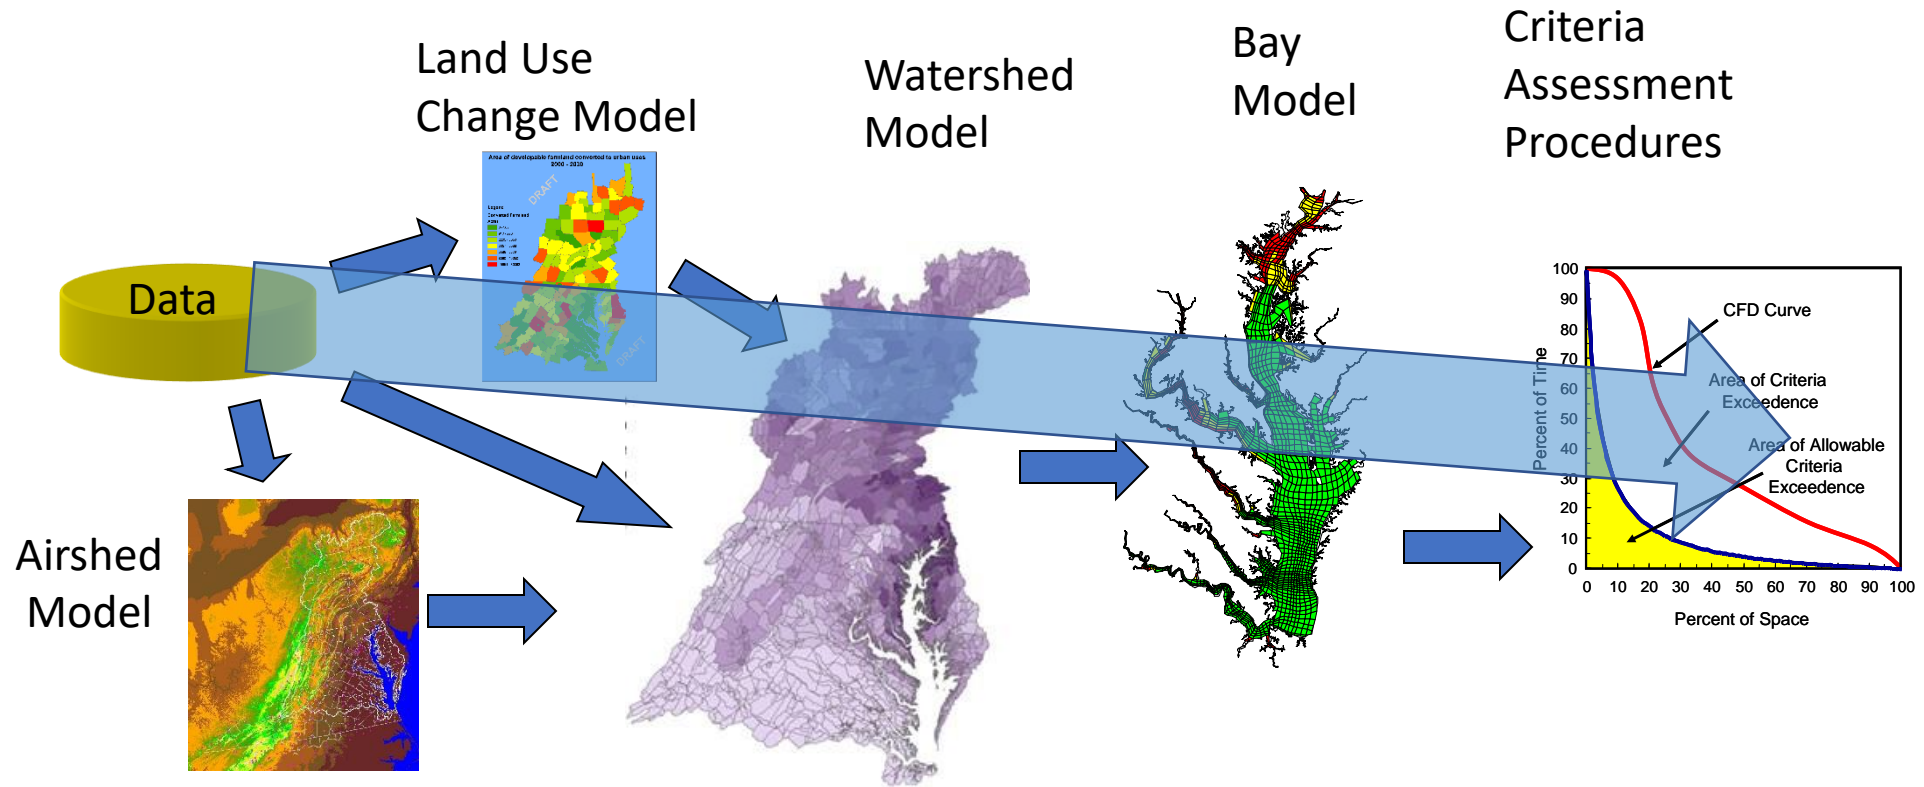 Land Use
Change Model
Watershed
Model
Bay
Model
Criteria
Assessment
Procedures
Data
Airshed
Model
Area of developable farmland converted to urban uses
2000 - 2030
DRAFT
DRAFT
100
90
80
70
60
50
40
30
20
10
0
Percent of Time
CFD Curve
Area of Criteria
Exceedence
Area of Allowable
Criteria
Exceedence
0 10 20 30 40 50 60 70 80 90 100
Percent of Space